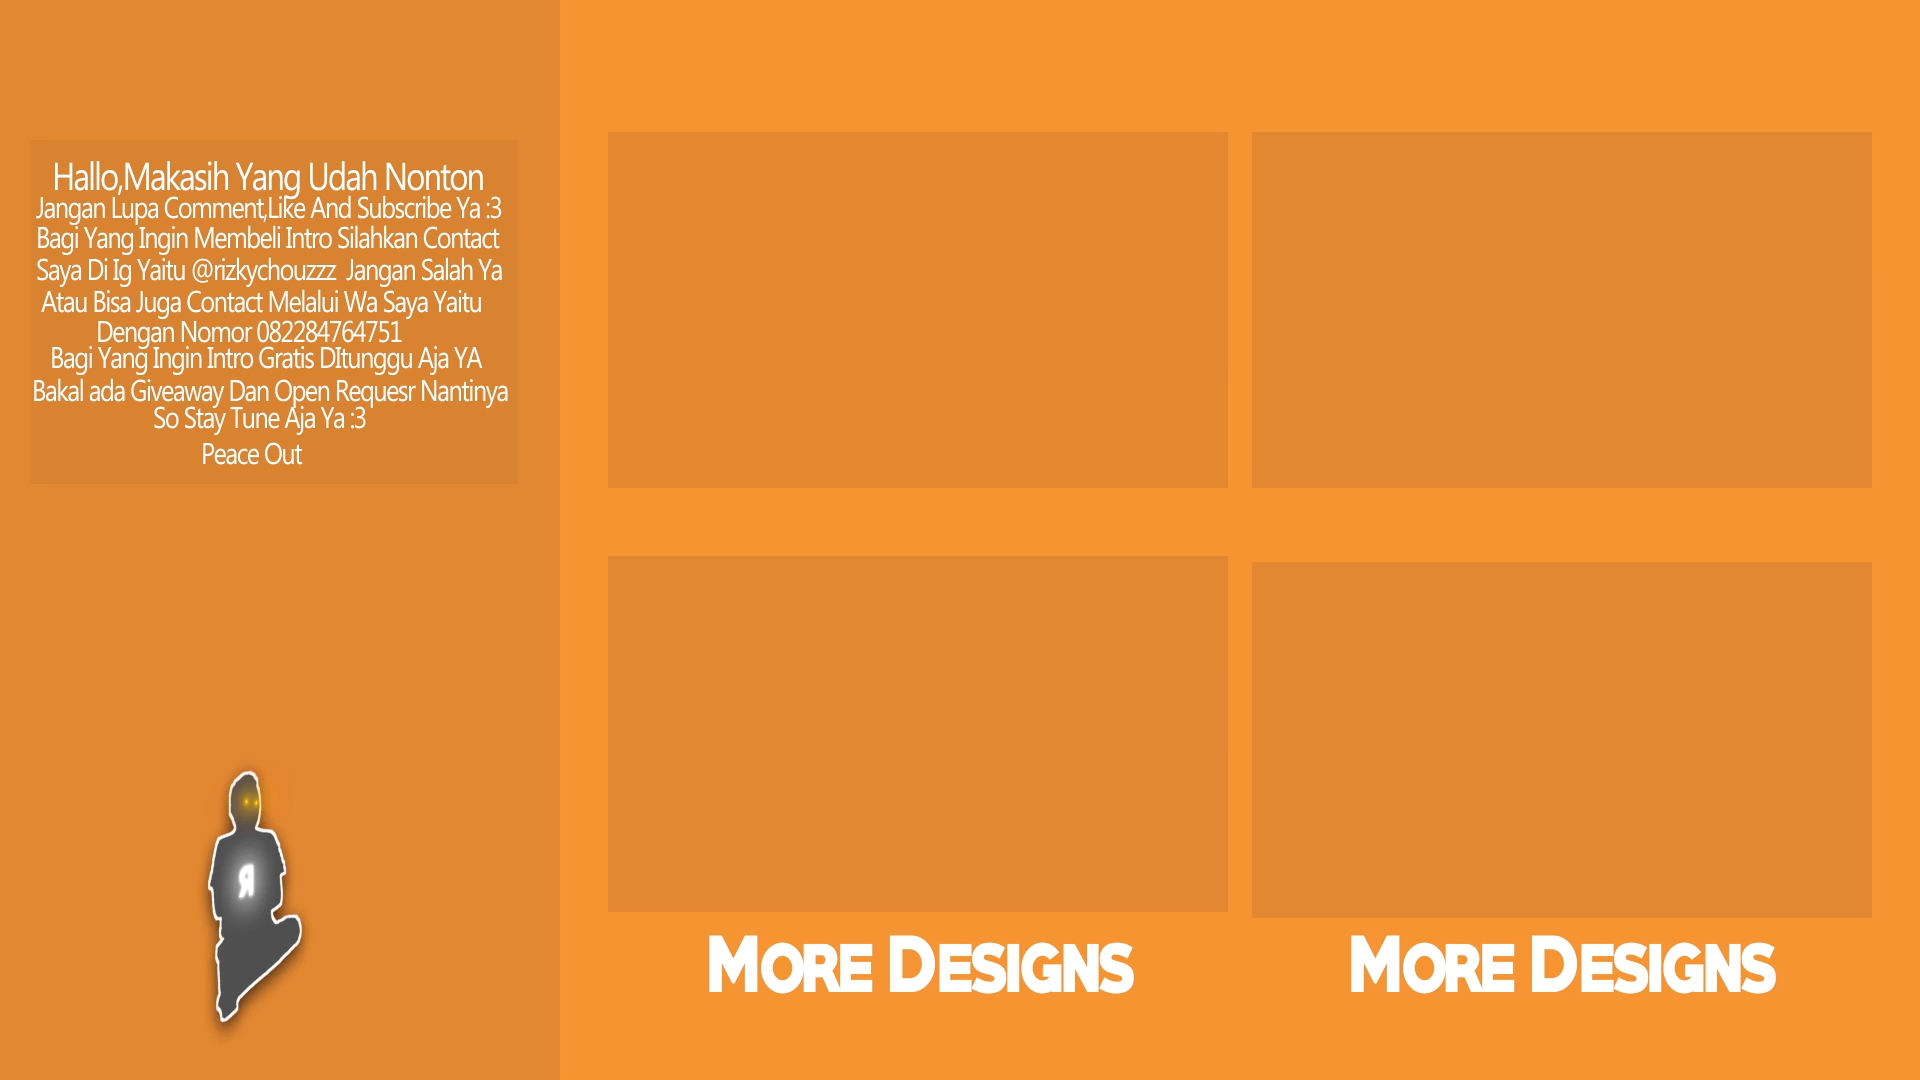 Hallo,Makasih Yang Udah Nonton
Jangan Lupa Comment,Like And Subscribe Ya :3
Bagi Yang Ingin Membeli Intro Silahkan Contact
Saya Di Ig Yaitu @rizkychouzzz Jangan Salah Ya
Atau Bisa Juga Contact Melalui Wa Saya Yaitu
Dengan Nomor 082284764751
Bagi Yang Ingin Intro Gratis DItunggu Aja YA
Bakal ada Giveaway Dan Open Requesr Nantinya
So Stay Tune Aja Ya :3
Peace Out
Я
More Designs
More Designs